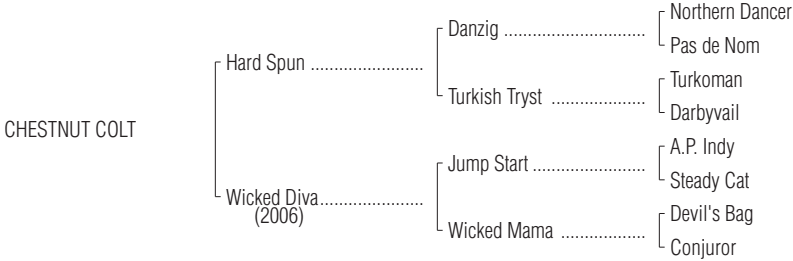 Northern Dancer
Danzig ..............................
Pas de Nom
Hard Spun ........................
Turkoman
Turkish Tryst ....................
Darbyvail
CHESTNUT COLT
A.P. Indy
Jump Start ........................
Steady Cat
Wicked Diva......................
(2006)
Devil's Bag
Wicked Mama ..................
Conjuror